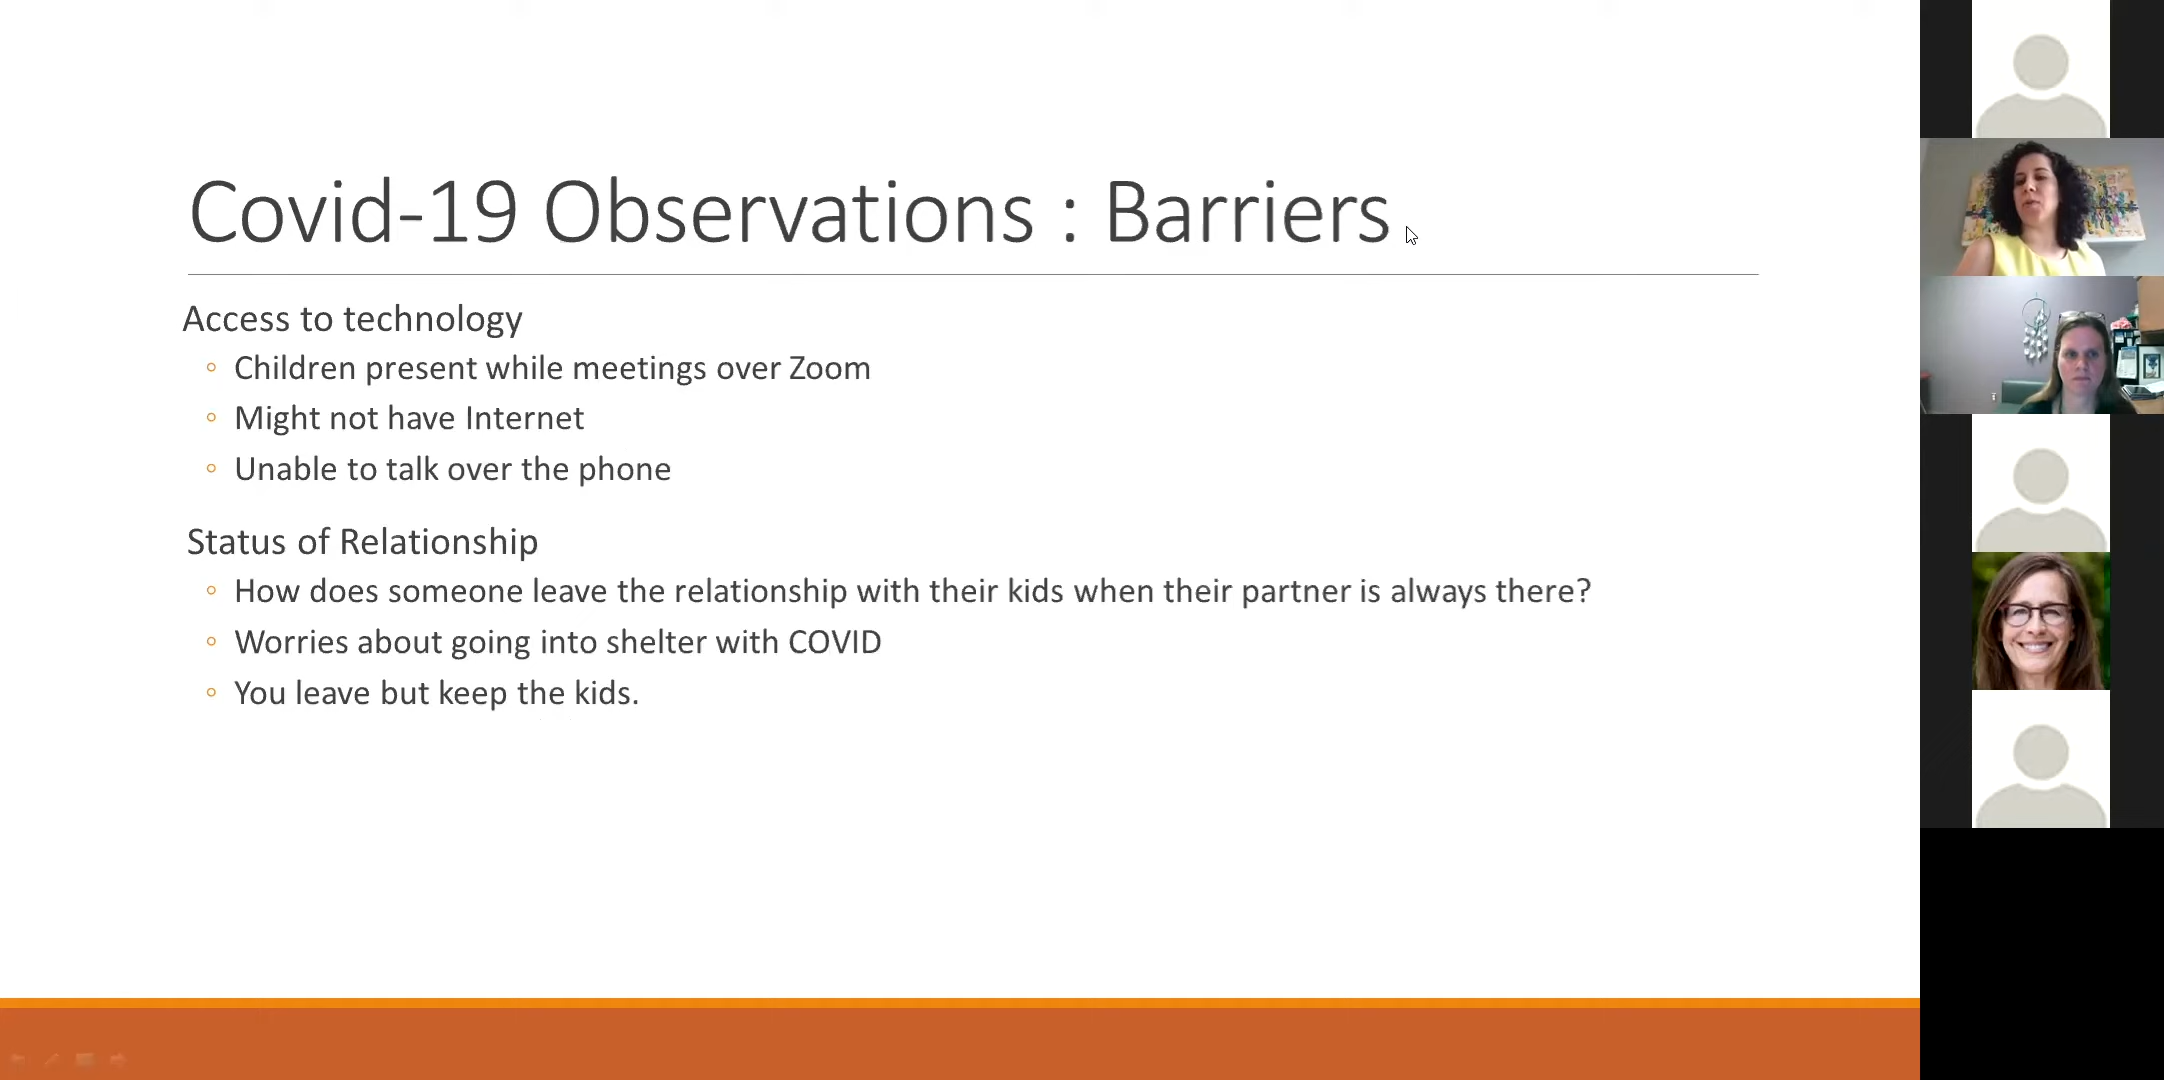 Covid-19 Observations : Barriers
Access to technology
Children present while meetings over Zoom
Might not have Internet
Unable to talk over the phone
Status of Relationship
How does someone leave the relationship with their kids when their partner is always there?
Worries about going into shelter with COVID
You leave but keep the kids.